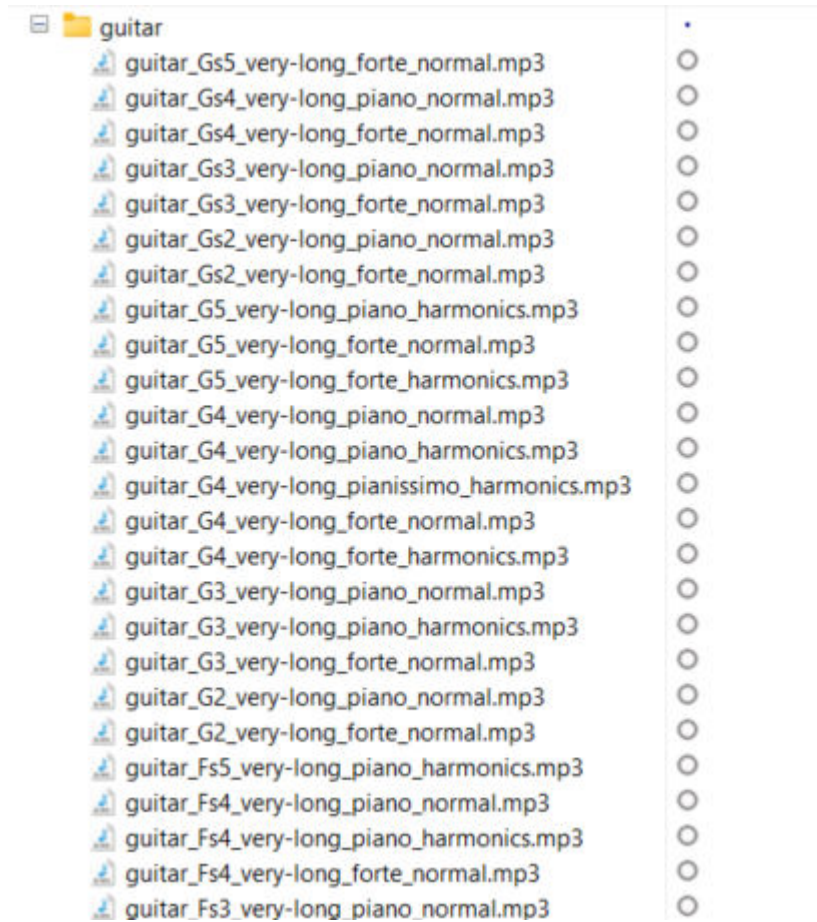 guitar
guitar_Gs5_very-long_forte_normal.mp3
guitar_Gs4_very-long_piano_normal.mp3
guitar_Gs4_very-long_forte_normal.mp3
guitar_Gs3_very-long_piano_normal.mp3
guitar_Gs3_very-long_forte_normal.mp3
guitar_Gs2_very-long_piano_normal.mp3
guitar_Gs2_very-long_forte_normal.mp3
guitar_G5_very-long_piano_harmonics.mp3
guitar_G5_very-long_forte_normal.mp3
guitar_G5_very-long_forte_harmonics.mp3
guitar_G4_very-long_piano_normal.mp3
guitar_G4_very-long_piano_harmonics.mp3
guitar_G4_very-long_pianissimo_harmonics.mp3
guitar_G4_very-long_forte_normal.mp3
guitar_G4_very-long_forte_harmonics.mp3
guitar_G3_very-long_piano_normal.mp3
guitar_G3_very-long_piano_harmonics.mp3
guitar_G3_very-long_forte_normal.mp3
guitar_G2_very-long_piano_normal.mp3
guitar_G2_very-long_forte_normal.mp3
guitar_Fs5_very-long_piano_harmonics.mp3
guitar_Fs4_very-long_piano_normal.mp3
guitar_Fs4_very-long_piano_harmonics.mp3
guitar_Fs4_very-long_forte_normal.mp3
guitar_Fs3_very-long_piano_normal.mp3